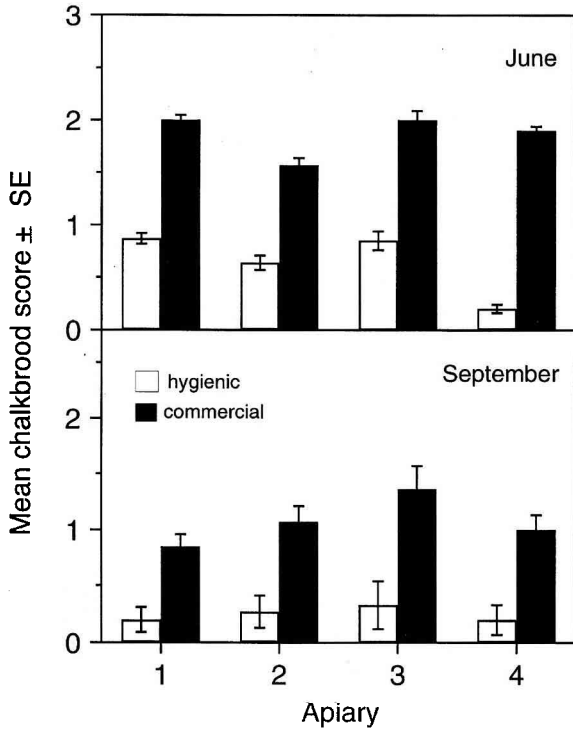 3
June
2
1
0
September
hygienic
commercial
2
1
0
1 2 3 4
Apiary
Mean chalkbrood score ± SE